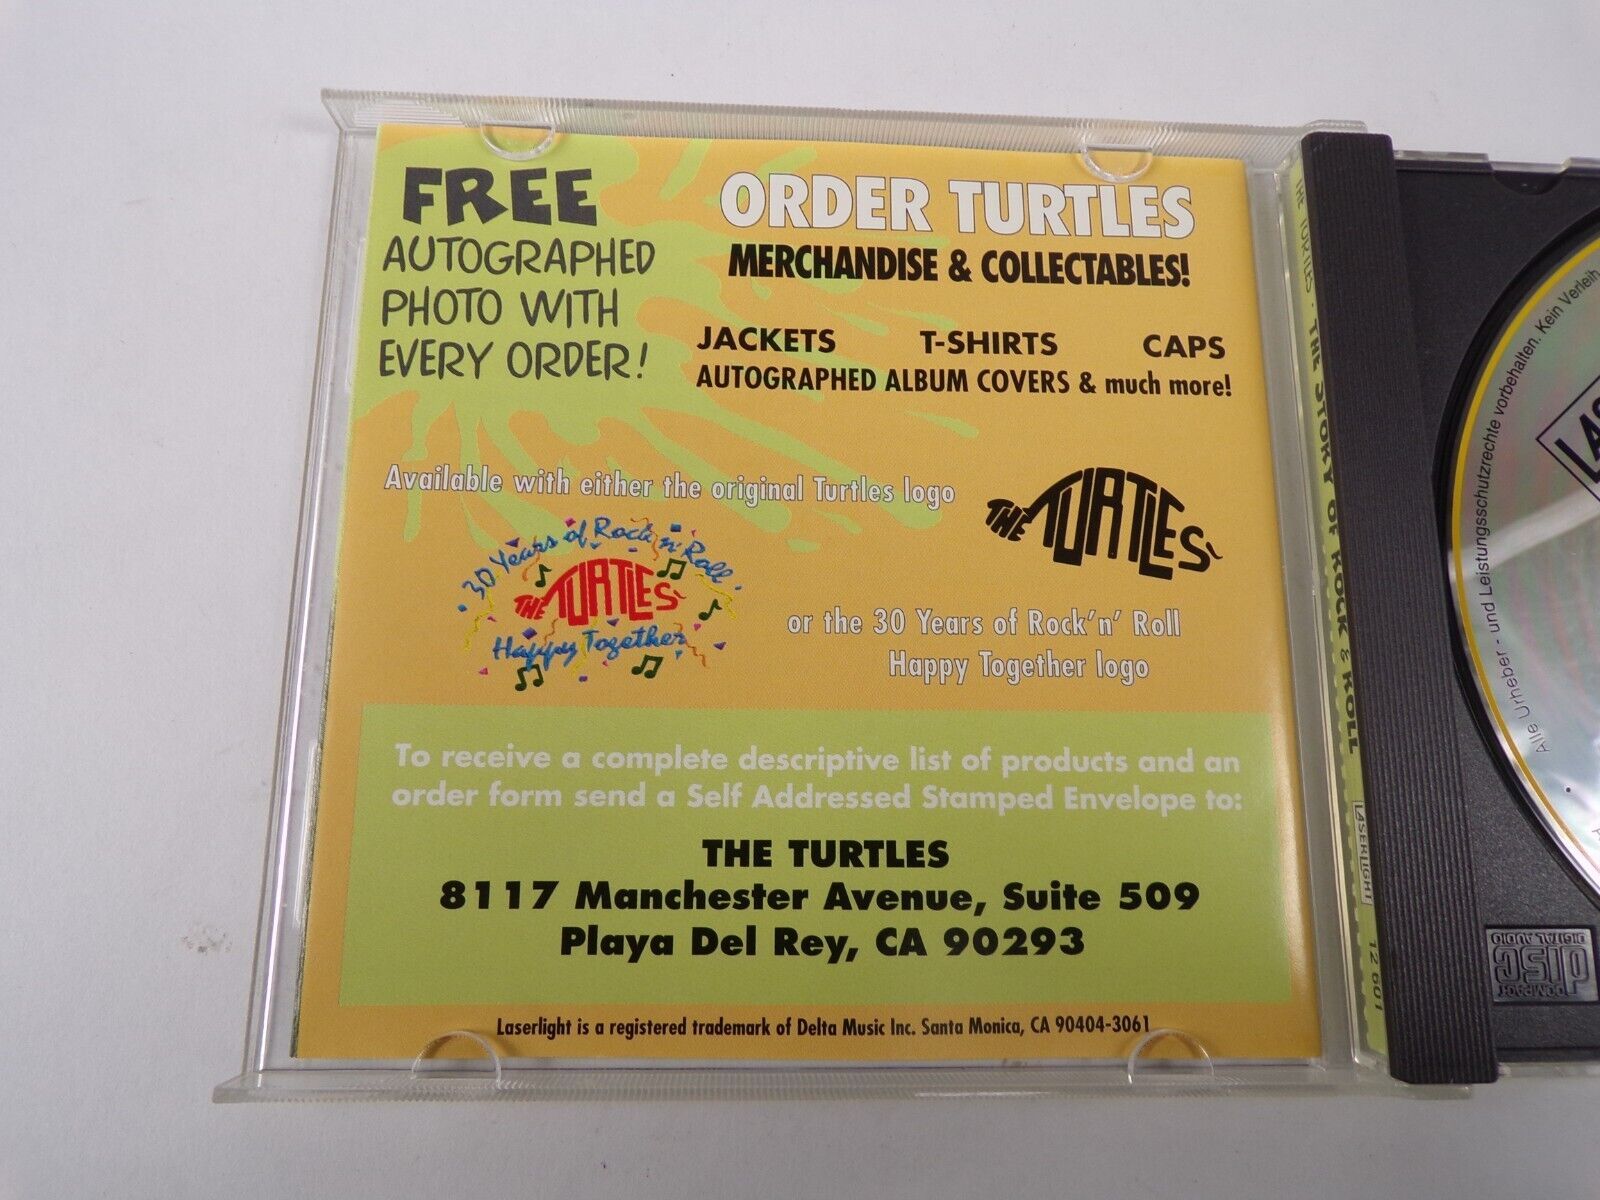 FREE
AUTOGRAPHED
PHOTO WITH
EVERY ORDER!
ORDER TURTLES
MERCHANDISE & COLLECTABLES!
JACKETS T-SHIRTS CAPS
AUTOGRAPHED ALBUM COVERS & much more!
Available with either the original Turtles logo
THE TURTLES
30 Years of Rock 'n' Roll
THE TURTLES
Happy Together
or the 30 Years of Rock'n' Roll
Happy Together logo
To receive a complete descriptive list of products and an
order form send a Self Addressed Stamped Envelope to:
THE TURTLES
8117 Manchester Avenue, Suite 509
Playa Del Rey, CA 90293
Laserlight is a registered trademark of Delta Music Inc. Santa Monica, CA 90404-3061
THE TURTLES · THE STORY OF ROCK & ROLL
LASERLIGHT
12 601
Alle Urheber- und Leistungsschutzrechte vorbehalten. Kein Verleih
COMPACT
disc
DIGITAL AUDIO